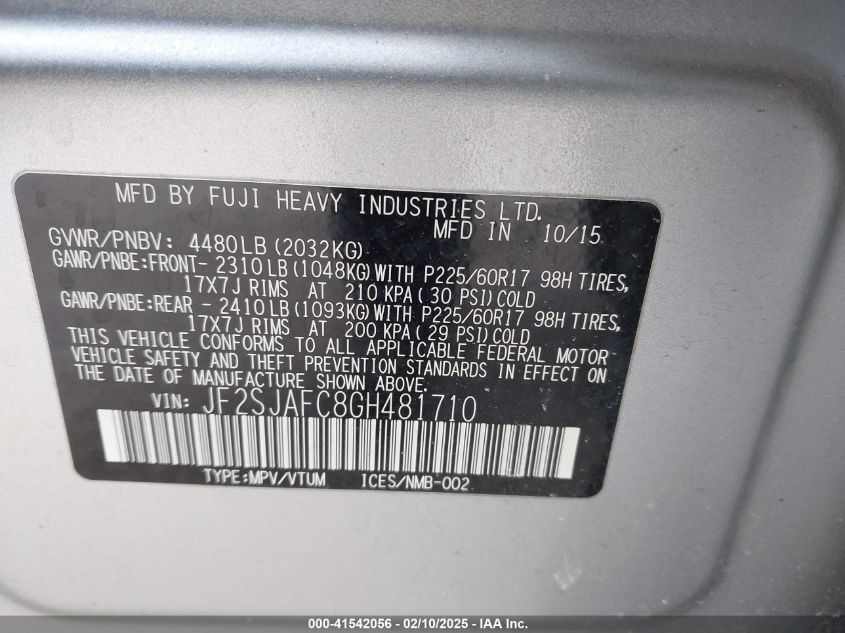 MFD BY FUJI HEAVY INDUSTRIES LTD.
MFD IN 10/15
GVWR/PNBV: 4480LB(2032KG)
GAWR/PNBE:FRONT- 2310LB(1048KG)WITH P225/60R17 98H TIRES,
17X7J RIMS AT 210 KPA(30 PSI)COLD
GAWR/PNBE:REAR - 2410LB(1093KG)WITH P225/60R17 98H TIRES,
17X7J RIMS AT 200 KPA(29 PSI)COLD
THIS VEHICLE CONFORMS TO ALL APPLICABLE FEDERAL MOTOR
VEHICLE SAFETY AND THEFT PREVENTION STANDARDS IN EFFECT ON
THE DATE OF MANUFACTURE SHOWN ABOVE.
VIN: JF2SJAFC8GH481710
TYPE:MPV/VTUM ICES/NMB-002
000-41542056 - 02/10/2025 - IAA Inc.